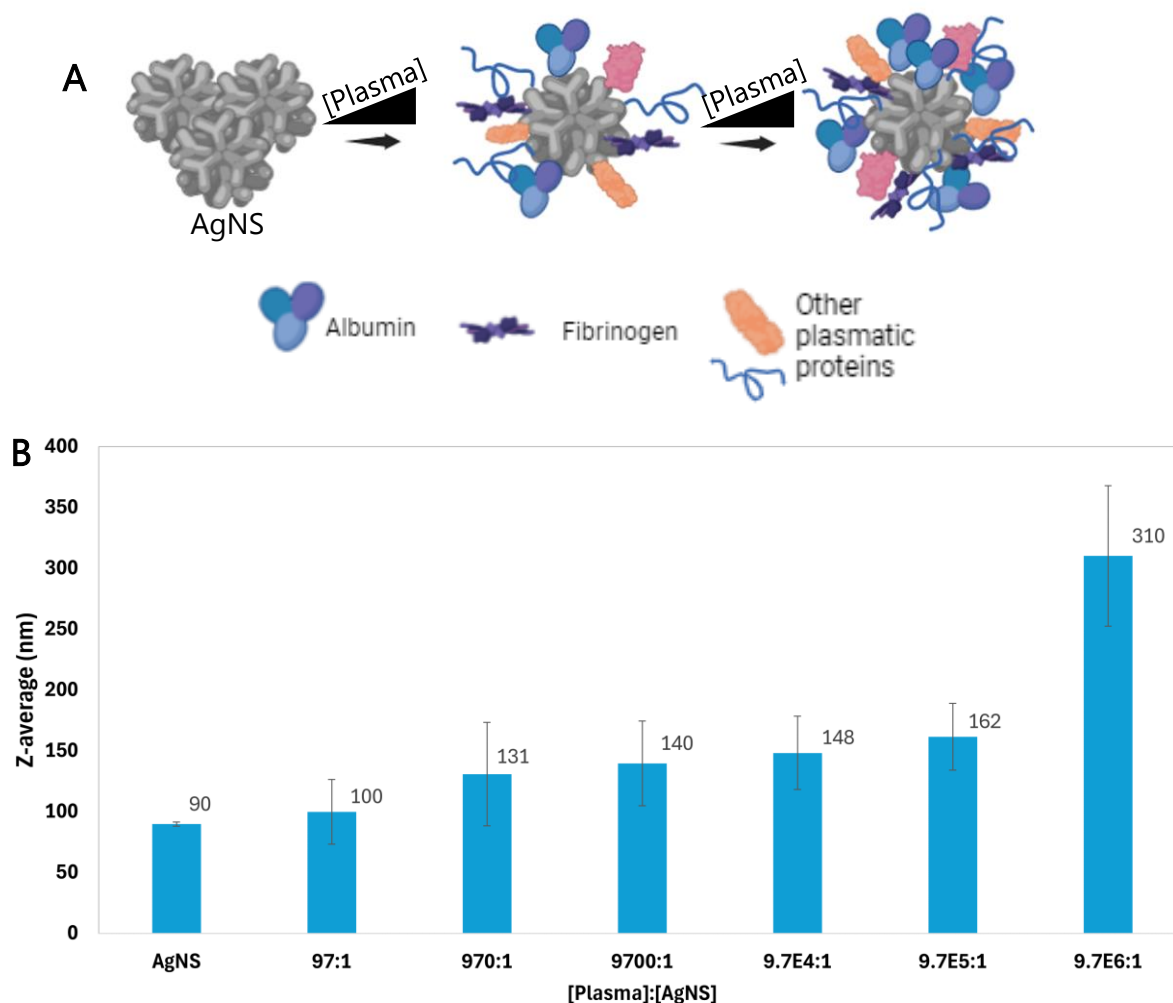 A
[Plasma]
[Plasma]
AgNS
Albumin
Fibrinogen
Other
plasmatic
proteins
B
400
350
300
250
200
150
100
50
0
Z-average (nm)
90
100
131
140
148
162
310
AgNS
97:1
970:1
9700:1
9.7E4:1
9.7E5:1
9.7E6:1
[Plasma]:[AgNS]